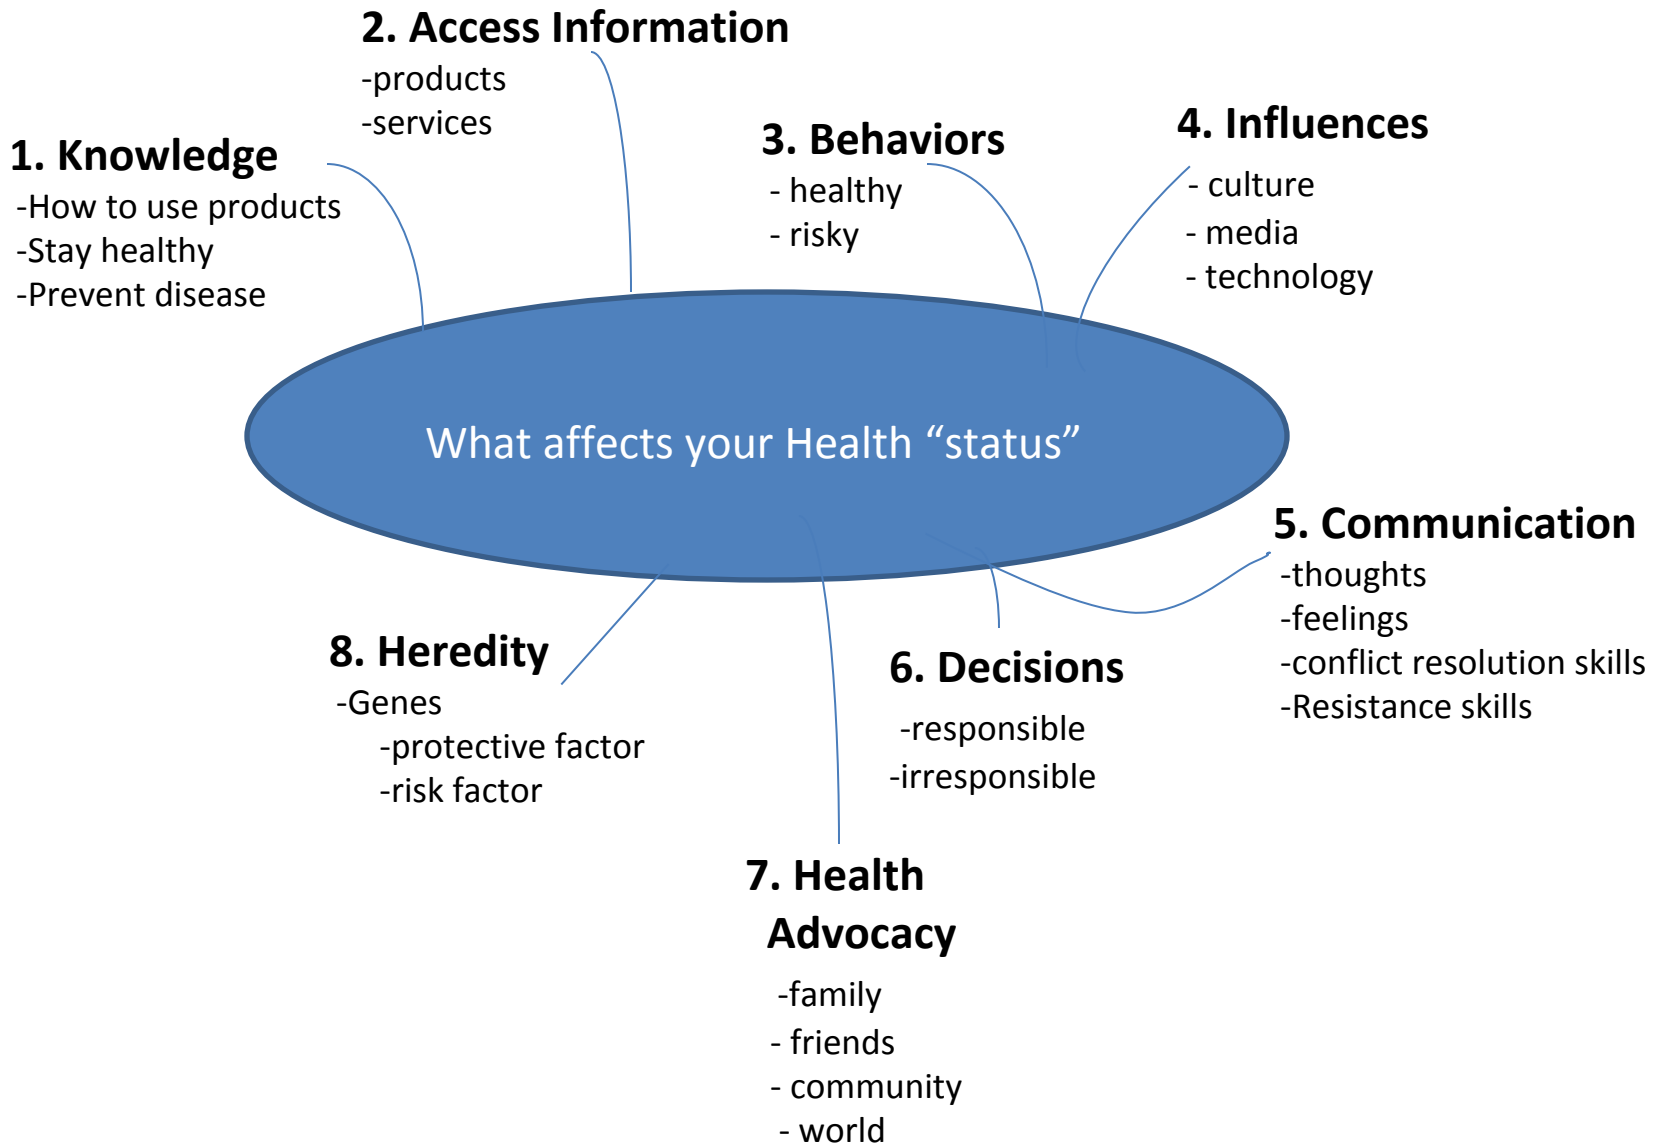 2. Access Information
-products
-services
1. Knowledge
-How to use products
-Stay healthy
-Prevent disease
3. Behaviors
- healthy
- risky
4. Influences
- culture
- media
- technology
What affects your Health “status”
5. Communication
-thoughts
-feelings
-conflict resolution skills
-Resistance skills
8. Heredity
-Genes
-protective factor
-risk factor
6. Decisions
-responsible
-irresponsible
7. Health
Advocacy
-family
- friends
- community
- world